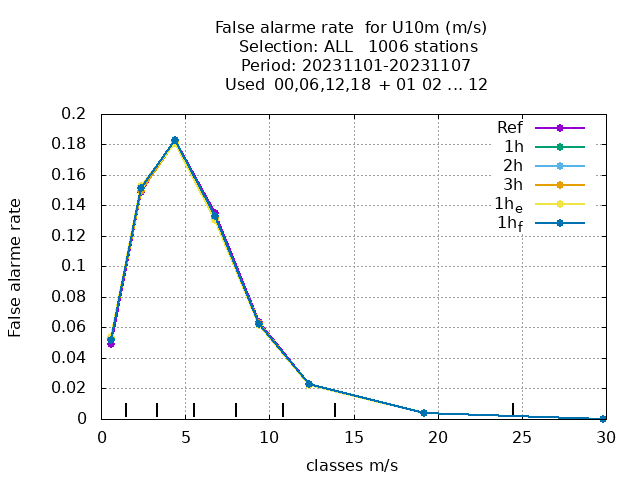 False alarme rate  for U10m (m/s)
Selection: ALL   1006 stations
Period: 20231101-20231107
Used  00,06,12,18 + 01 02 ... 12
0.2
0.18
0.16
0.14
0.12
0.1
0.08
0.06
0.04
0.02
0
False alarme rate
Ref
1h
2h
3h
1h_e
1h_f
0 5 10 15 20 25 30
classes m/s